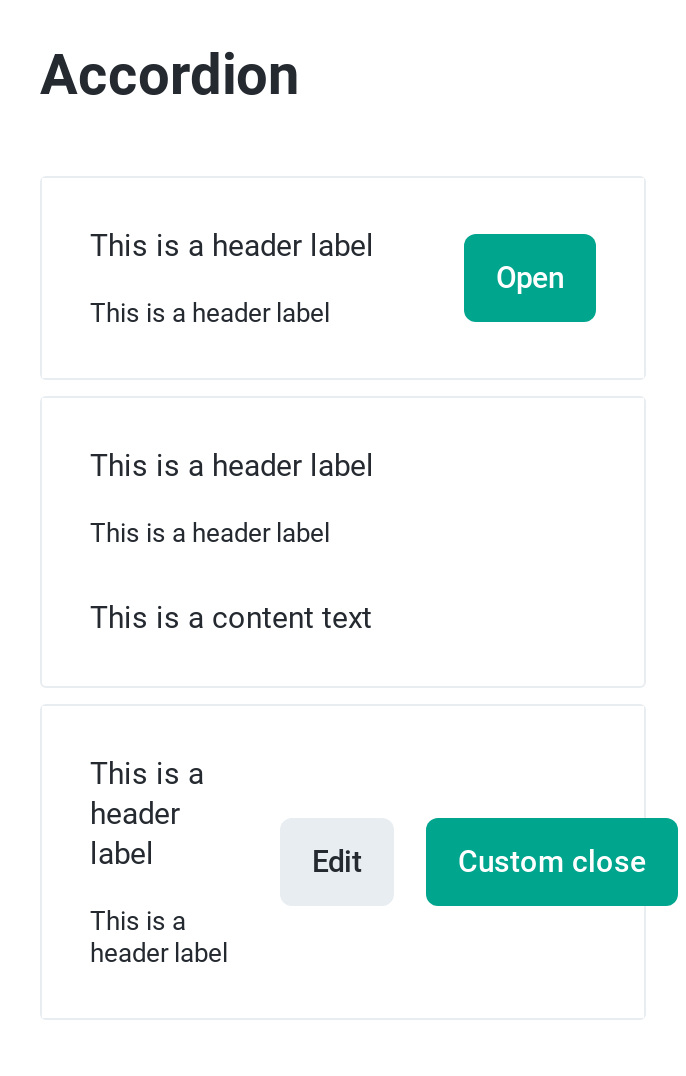 Accordion
This is a header label
This is a header label
Open
This is a header label
This is a header label
This is a content text
This is a
header
label
This is a
header label
Edit
Custom close